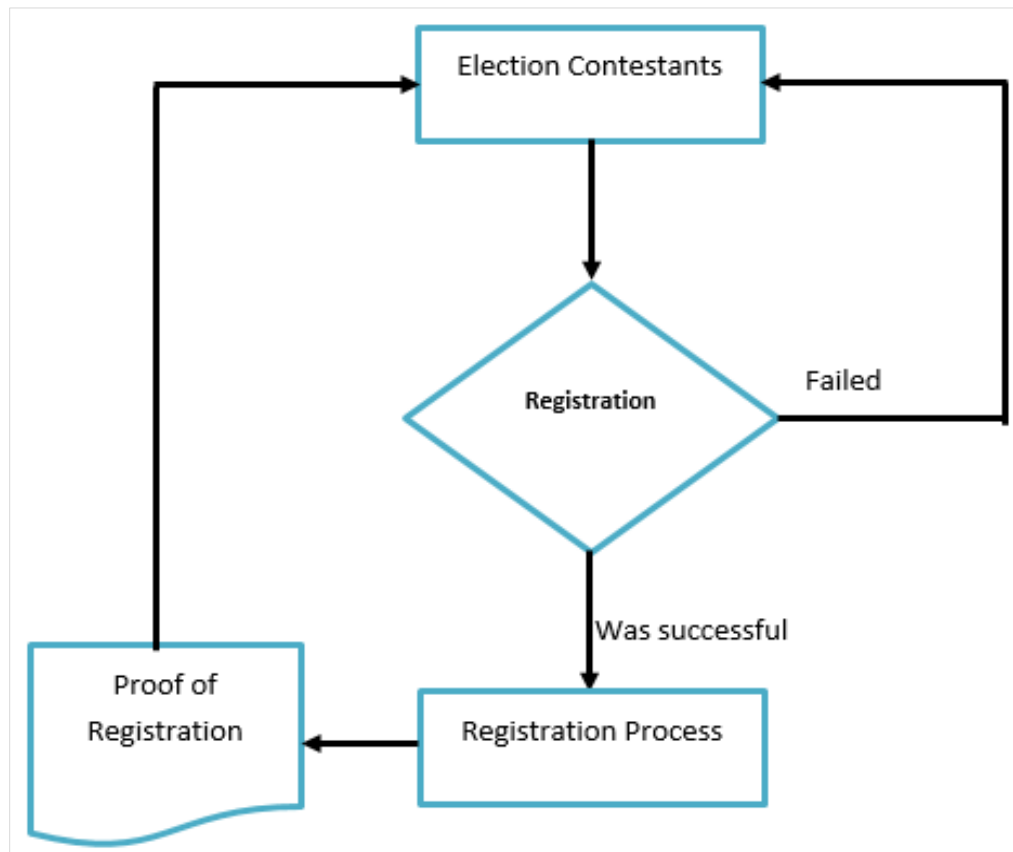 Election Contestants
Registration
Failed
Was successful
Proof of
Registration
Registration Process